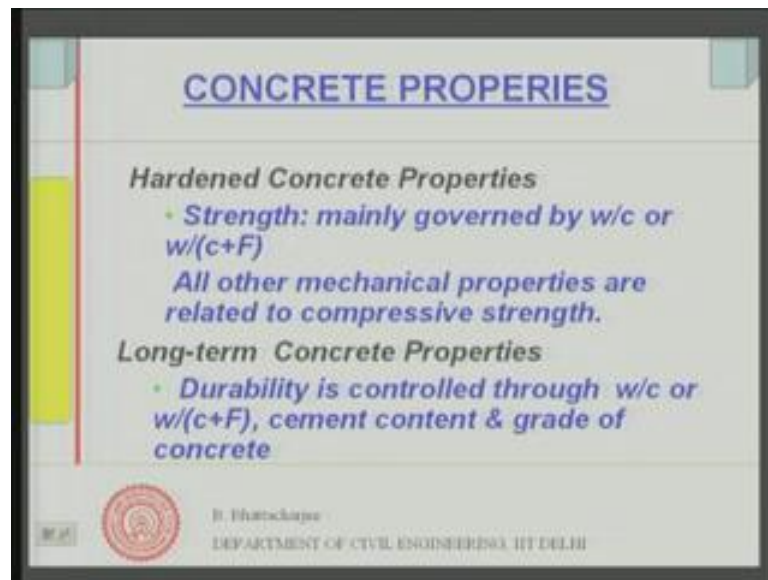 CONCRETE PROPERIES
Hardened Concrete Properties
• Strength: mainly governed by w/c or
w/(c+F)
All other mechanical properties are
related to compressive strength.
Long-term Concrete Properties
• Durability is controlled through w/c or
w/(c+F), cement content & grade of
concrete
B. Bhattacharjee
DEPARTMENT OF CIVIL ENGINEERING, IIT DELHI